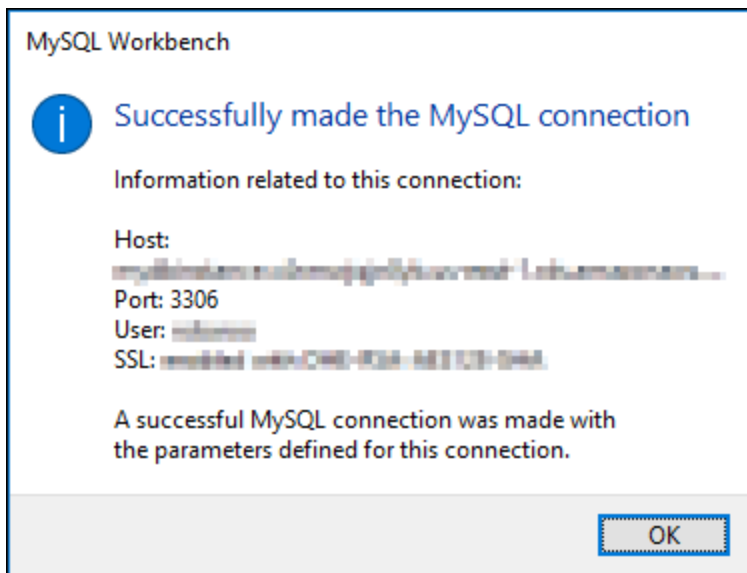 MySQL Workbench
Successfully made the MySQL connection
Information related to this connection:
Host:
Port: 3306
User:
SSL:
A successful MySQL connection was made with
the parameters defined for this connection.
OK